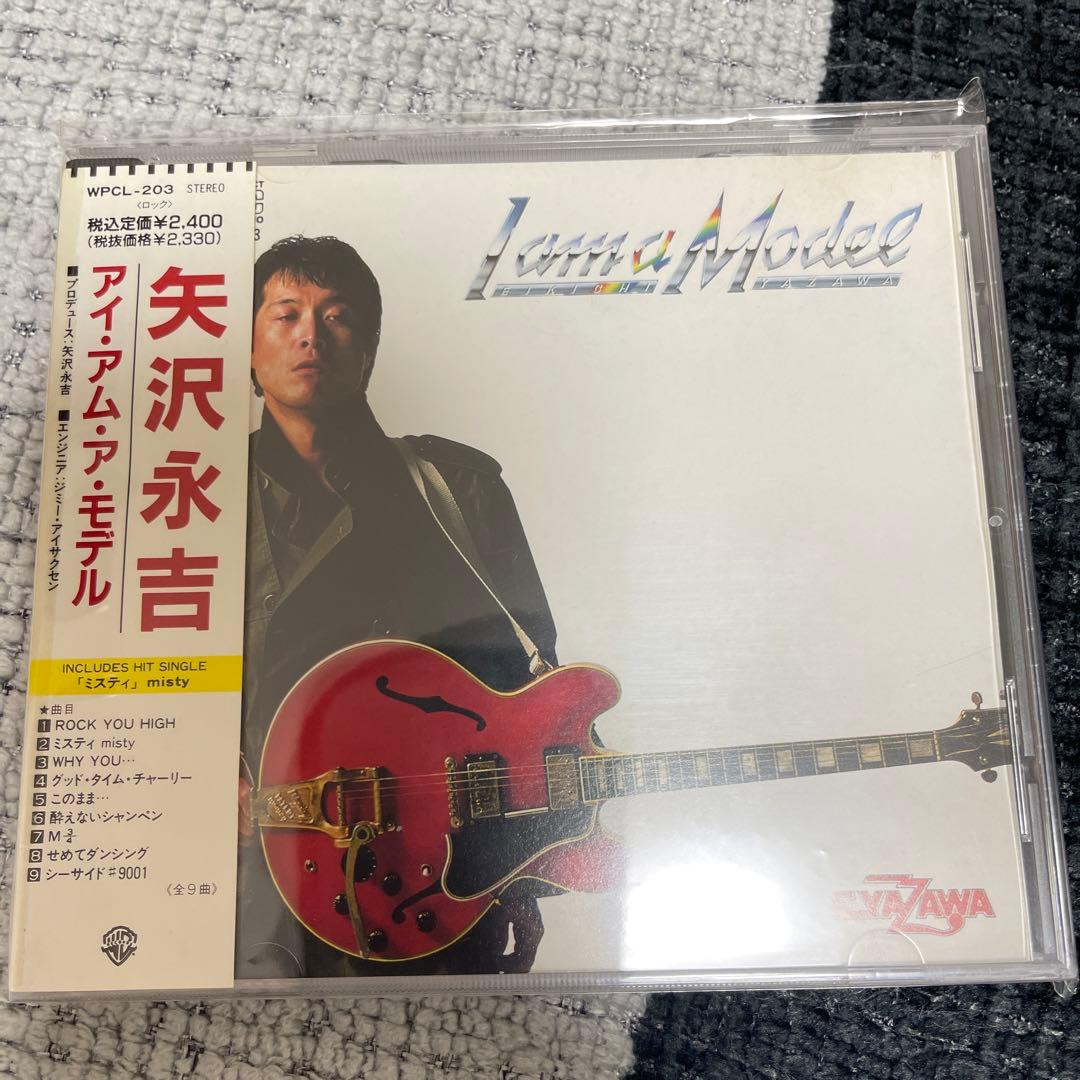 WPCL-203 STEREO
〈ロック〉
税込定価¥2,400
(税抜価格¥2,330)
矢沢永吉
アイ・アム・ア・モデル
■プロデュース:矢沢永吉 ■エンジニア:ジミー・アイサクセン
INCLUDES HIT SINGLE
「ミスティ」misty
★曲目
1 ROCK YOU HIGH
2 ミスティ misty
3 WHY YOU…
4 グッド・タイム・チャーリー
5 このまま…
6 酔えないシャンペン
7 M¾
8 せめてダンシング
9 シーサイド#9001
《全9曲》
I am a Model
EIKICHI YAZAWA
E.YAZAWA